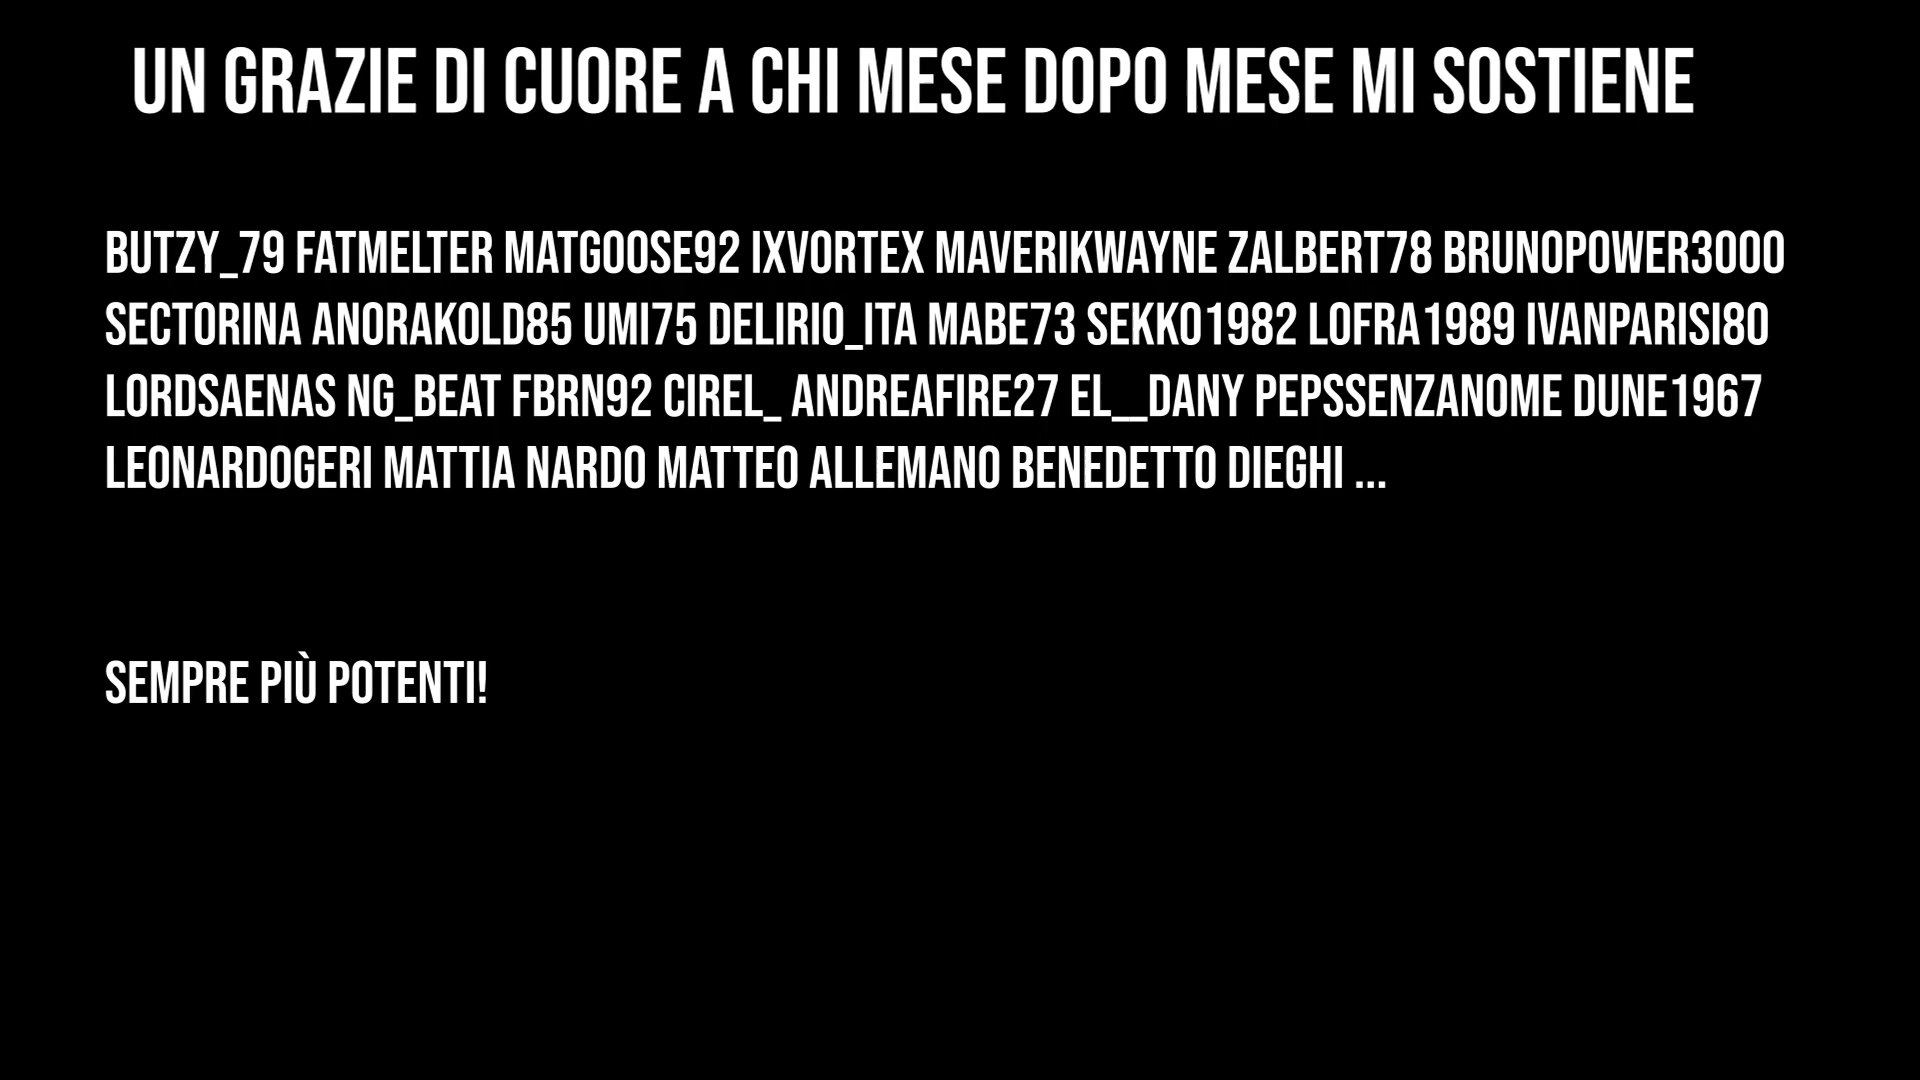 UN GRAZIE DI CUORE A CHI MESE DOPO MESE MI SOSTIENE
BUTZY_79 FATMELTER MATGOOSE92 IXVORTEX MAVERIKWAYNE ZALBERT78 BRUNOPOWER3000
SECTORINA ANORAKOLD85 UMI75 DELIRIO_ITA MABE73 SEKKO1982 LOFRA1989 IVANPARISI80
LORDSAENAS NG_BEAT FBRN92 CIREL_ ANDREAFIRE27 EL__DANY PEPSSENZANOME DUNE1967
LEONARDOGERI MATTIA NARDO MATTEO ALLEMANO BENEDETTO DIEGHI ...
SEMPRE PIÙ POTENTI!